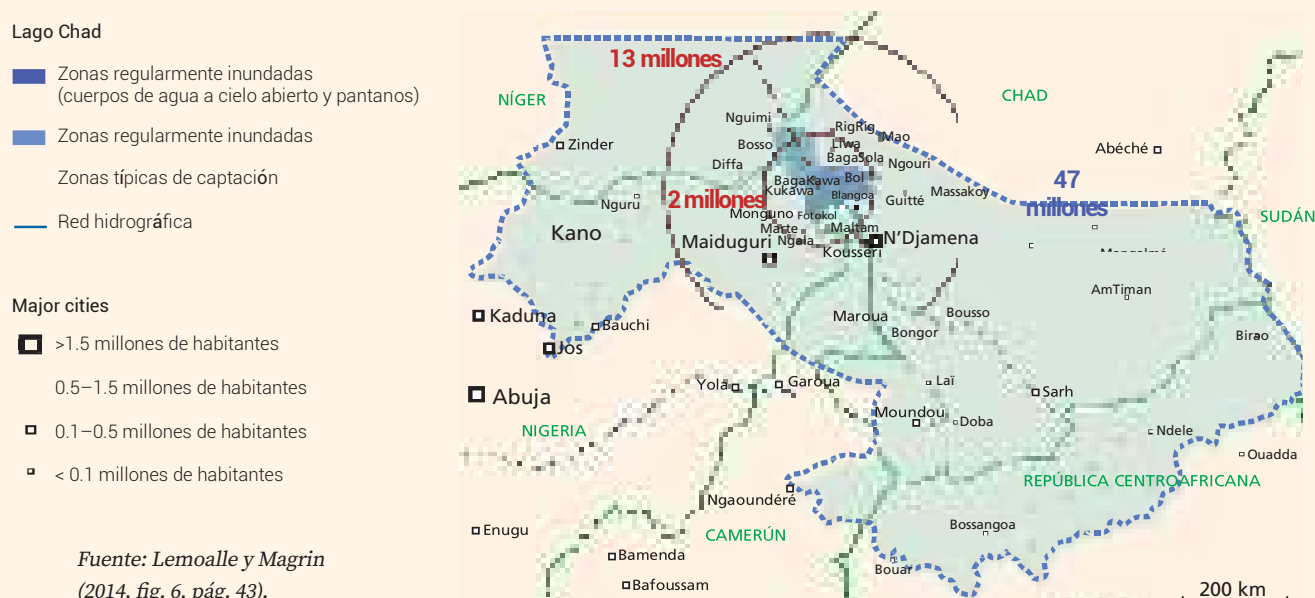 Lago Chad
Zonas regularmente inundadas
(cuerpos de agua a cielo abierto y pantanos)
Zonas regularmente inundadas
Zonas típicas de captación
Red hidrográfica
Major cities
>1.5 millones de habitantes
0.5–1.5 millones de habitantes
0.1–0.5 millones de habitantes
< 0.1 millones de habitantes
Fuente: Lemoalle y Magrin
(2014, fig. 6, pág. 43).
13 millones
NÍGER
CHAD
Nguimi
RigRig
Mao
Zinder
Bosso
Liwa
Abéché
Diffa
BagaSola
Ngouri
47
millones
BagaKawa
Bol
Kukawa
Blangoa
Massakoy
Nguru
2 millones
Guitté
Monguno
Fotokol
SUDÁN
Kano
Marte
Maltam
Maiduguri
Ngala
N’Djamena
Kousseri
AmTiman
Kaduna
Bauchi
Maroua
Bousso
Bongor
Birao
Jos
Yola
Garoua
Laï
Sarh
Abuja
Moundou
Doba
NIGERIA
Ndele
Ouadda
REPÚBLICA CENTROAFRICANA
Ngaoundéré
Enugu
CAMERÚN
Bossangoa
Bamenda
Bouar
Bafoussam
200 km